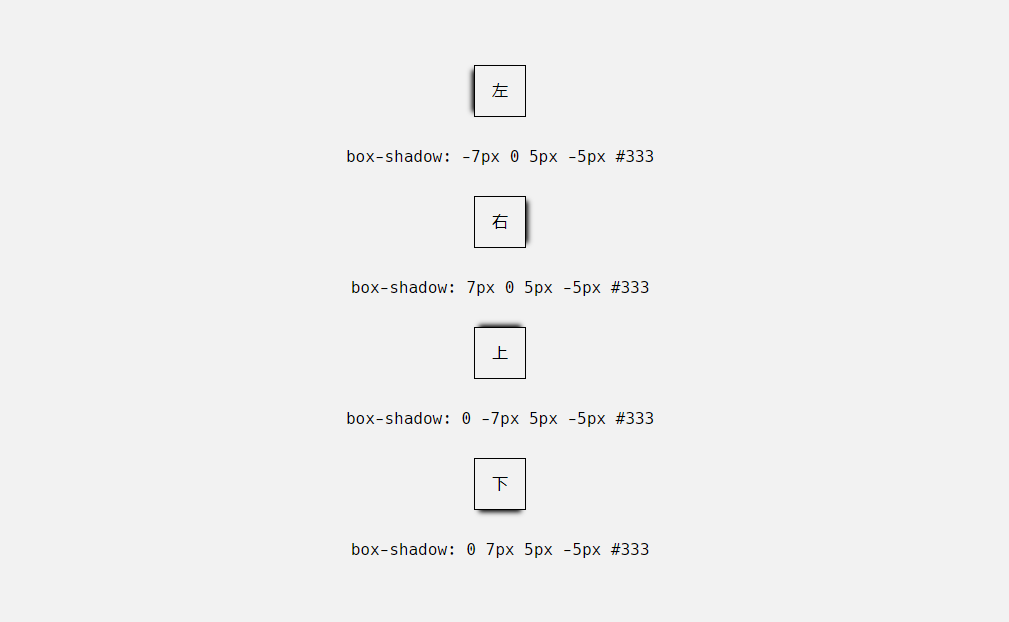 左
box-shadow: -7px 0 5px -5px #333
右
box-shadow: 7px 0 5px -5px #333
上
box-shadow: 0 -7px 5px -5px #333
下
box-shadow: 0 7px 5px -5px #333